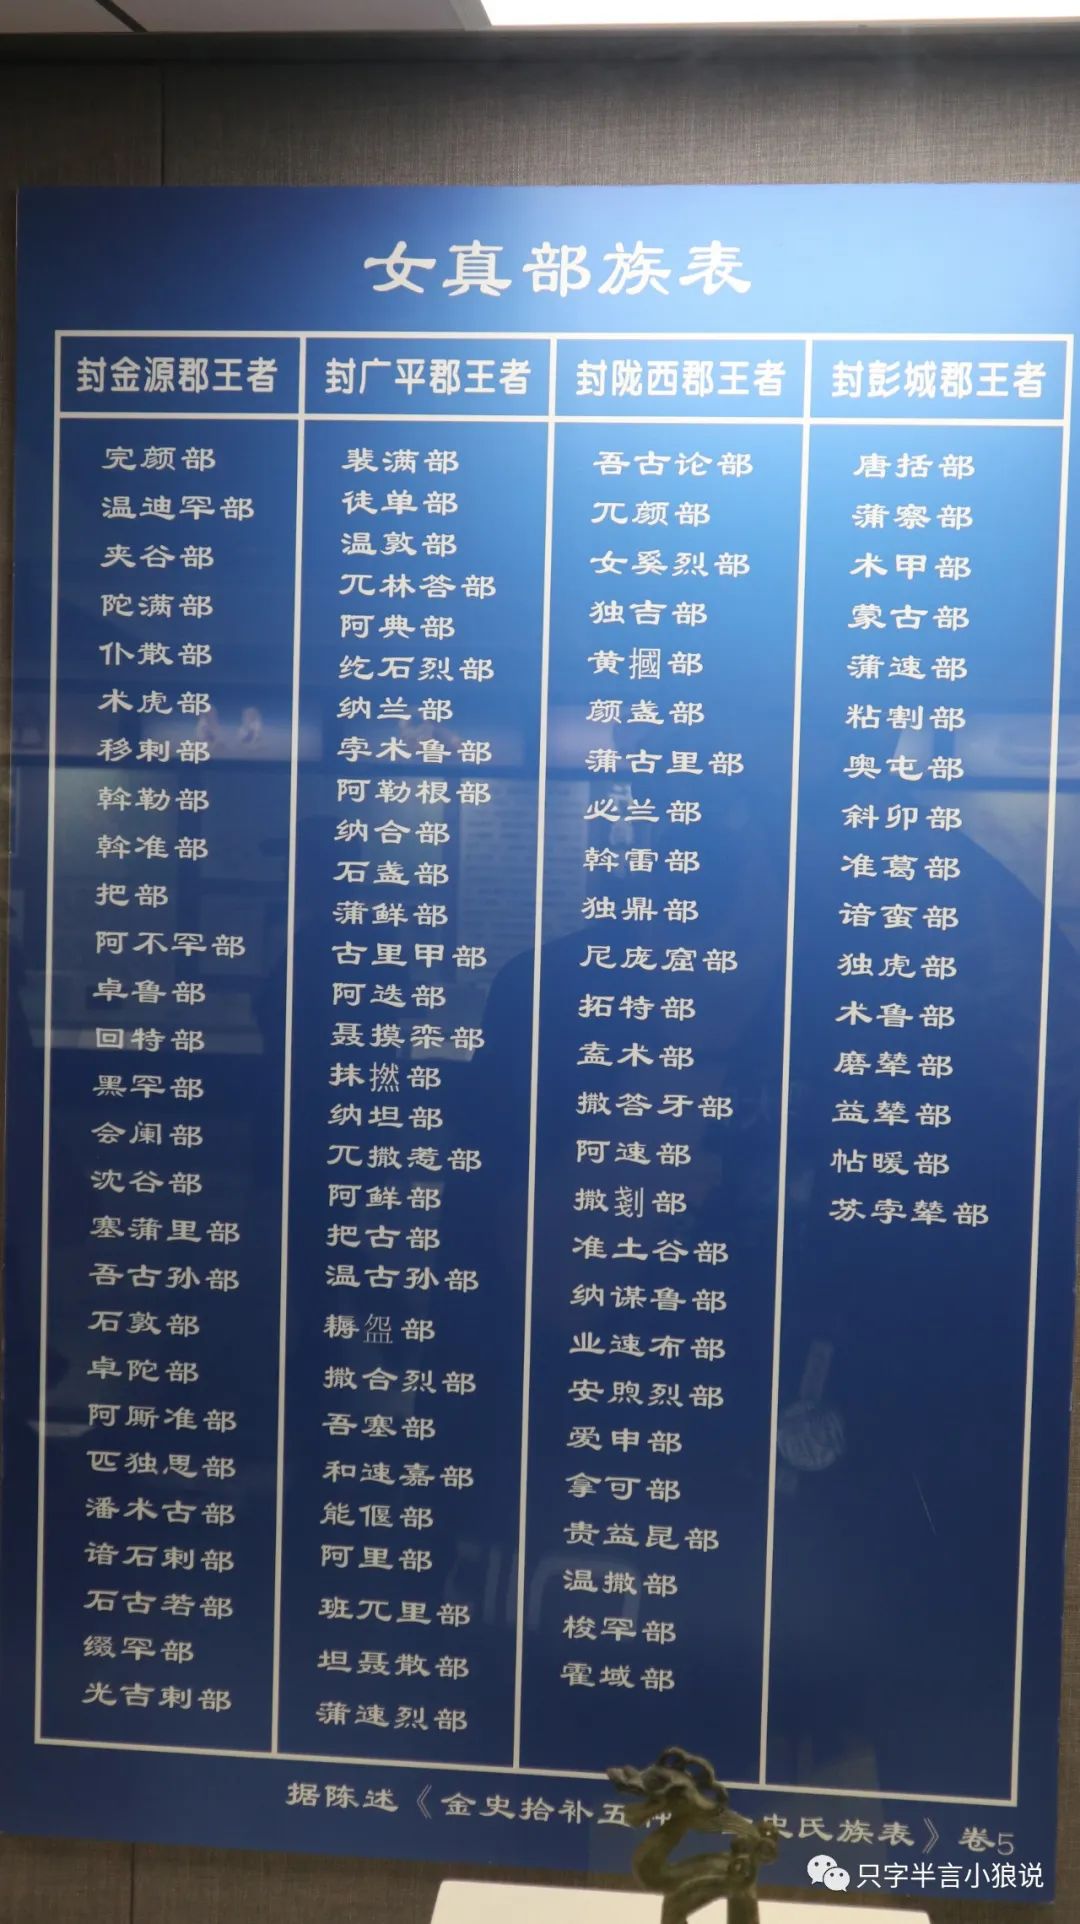 女真部族表
封金源郡王者
完颜部
温迪罕部
夹谷部
陀满部
仆散部
术虎部
移剌部
斡勒部
斡准部
把部
阿不罕部
卓鲁部
回特部
黑罕部
会阑部
沈谷部
塞蒲里部
吾古孙部
石敦部
卓陀部
阿厮准部
匹独思部
潘术古部
谙石剌部
石古若部
缀罕部
光吉剌部
封广平郡王者
裴满部
徒单部
温敦部
兀林答部
阿典部
纥石烈部
纳兰部
孛术鲁部
阿勒根部
纳合部
石盏部
蒲鲜部
古里甲部
阿迭部
聂摸栾部
抹撚部
纳坦部
兀撒惹部
阿鲜部
把古部
温古孙部
耨盌部
撒合烈部
吾塞部
和速嘉部
能偃部
阿里部
班兀里部
坦聂散部
蒲速烈部
封陇西郡王者
吾古论部
兀颜部
女奚烈部
独吉部
黄摑部
颜盏部
蒲古里部
必兰部
斡雷部
独鼎部
尼庞窟部
拓特部
盍术部
撒答牙部
阿速部
撒刬部
准土谷部
纳谋鲁部
业速布部
安煦烈部
爱申部
拿可部
贵益昆部
温撒部
梭罕部
霍域部
封彭城郡王者
唐括部
蒲察部
术甲部
蒙古部
蒲速部
粘割部
奥屯部
斜卯部
准葛部
谙蛮部
独虎部
术鲁部
磨辇部
益辇部
帖暖部
苏孛辇部
据陈述《金史拾补五种 史氏族表》卷5
只字半言小狼说